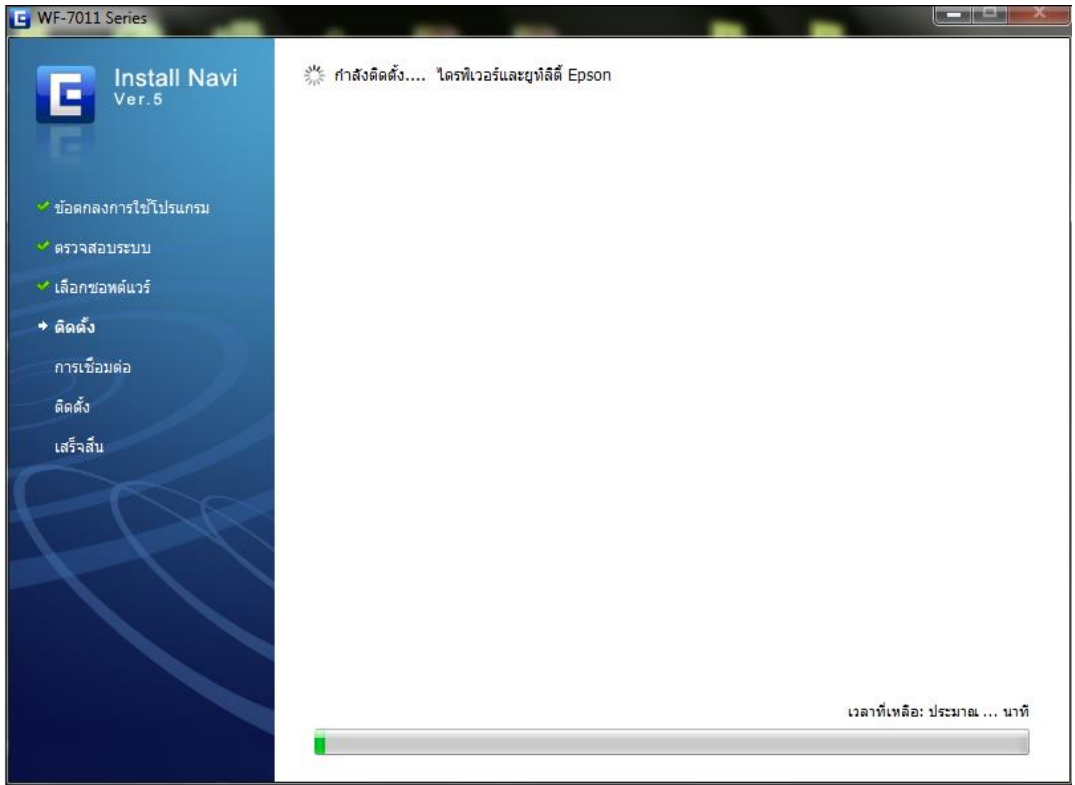 WF-7011 Series
Install Navi
Ver.5
กำลังติดตั้ง.... ไดรฟ์เวอร์และยูทิลิตี้ Epson
ข้อตกลงการใช้โปรแกรม
ตรวจสอบระบบ
เลือกซอฟต์แวร์
ติดตั้ง
การเชื่อมต่อ
ติดตั้ง
เสร็จสิ้น
เวลาที่เหลือ: ประมาณ ... นาที